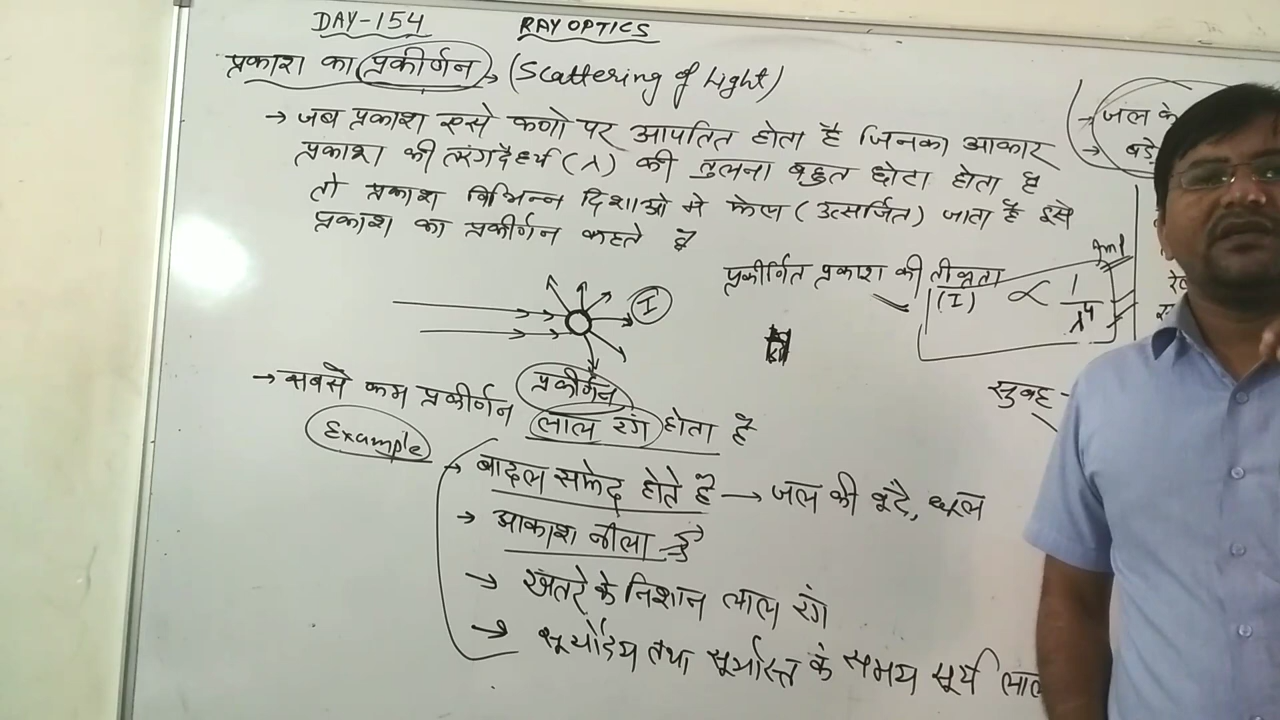 DAY-154 RAY OPTICS
प्रकाश का प्रकीर्णन (Scattering of Light)
→ जब प्रकाश एसे कणो पर आपतित होता है जिनका आकार
प्रकाश की तरंगदैर्ध्य (λ) की तुलना बहुत छोटा होता है
तो प्रकाश विभिन्न दिशाओ मे फेल (उत्सर्जित) जाता है इसे
प्रकाश का प्रकीर्णन कहते है
→ जल के
→ बड़े
Imp
प्रकीर्णित प्रकाश की तीव्रता
(I) ∝ 1/λ⁴
I
प्रकीर्णन
→ सबसे कम प्रकीर्णन लाल रंग होता है
सुबह -
Example
→ बादल सफेद होते है → जल की बूंदे, धूल
→ आकाश नीला है
→ खतरे के निशान लाल रंग
→ सूर्योदय तथा सूर्यास्त के समय सूर्य लाल